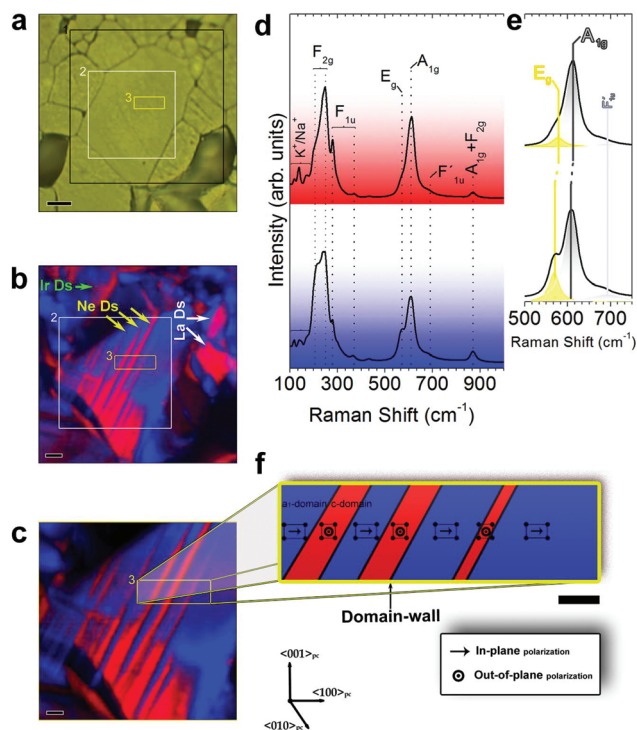 a
1
2
3
b
Ir Ds
Ne Ds
La Ds
2
3
c
3
d
Intensity (arb. units)
K⁺/Na⁺
F2g
F1u
Eg
A1g
F´1u
A1g+F2g
100 300 500 700 900
Raman Shift (cm⁻¹)
e
Eg
A1g
F´1u
500 600 700
Raman Shift (cm⁻¹)
f
a1-domain/c-domain
Domain-wall
In-plane polarization
Out-of-plane polarization
<001>pc
<100>pc
<010>pc